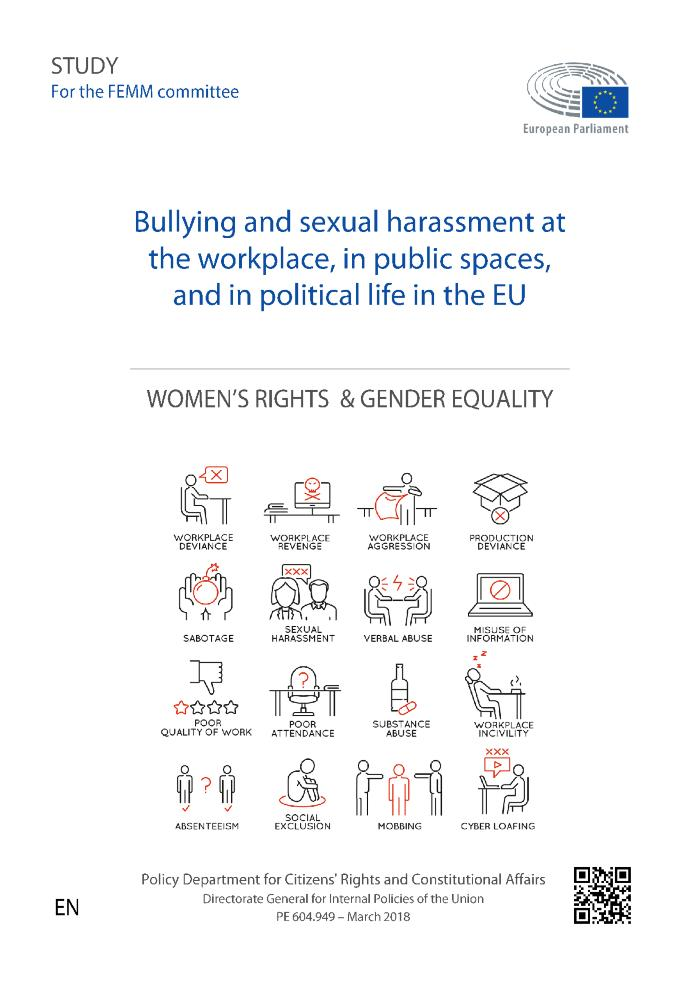 STUDY
For the FEMM committee
European Parliament
Bullying and sexual harassment at
the workplace, in public spaces,
and in political life in the EU
WOMEN'S RIGHTS & GENDER EQUALITY
XXX
WORKPLACE
DEVIANCE
WORKPLACE
REVENGE
WORKPLACE
AGGRESSION
PRODUCTION
DEVIANCE
SABOTAGE
SEXUAL
HARASSMENT
VERBAL ABUSE
MISUSE OF
INFORMATION
?
z z z
POOR
QUALITY OF WORK
POOR
ATTENDANCE
SUBSTANCE
ABUSE
WORKPLACE
INCIVILITY
?
XXX
ABSENTEEISM
SOCIAL
EXCLUSION
MOBBING
CYBER LOAFING
Policy Department for Citizens' Rights and Constitutional Affairs
Directorate General for Internal Policies of the Union
PE 604.949 – March 2018
EN